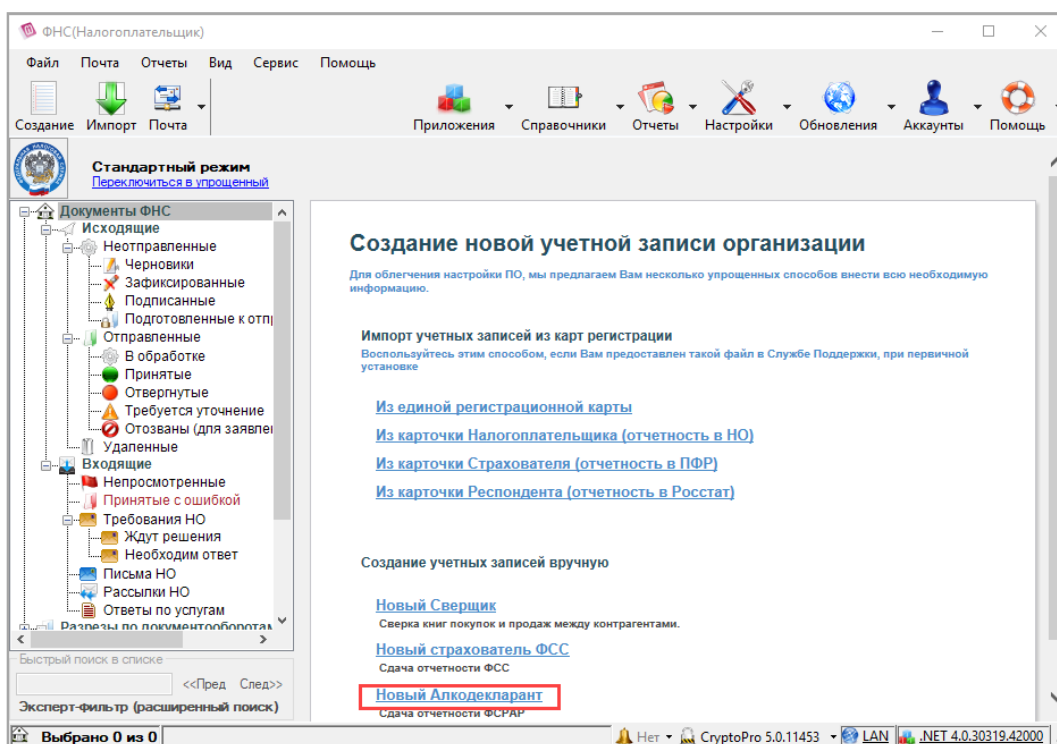 ФНС(Налогоплательщик)
Файл Почта Отчеты Вид Сервис Помощь
Создание Импорт Почта Приложения Справочники Отчеты Настройки Обновления Аккаунты Помощь
Стандартный режим
Переключиться в упрощенный
Документы ФНС
Исходящие
Неотправленные
Черновики
Зафиксированные
Подписанные
Подготовленные к отп
Отправленные
В обработке
Принятые
Отвергнутые
Требуется уточнение
Отозваны (для заявле
Удаленные
Входящие
Непросмотренные
Принятые с ошибкой
Требования НО
Ждут решения
Необходим ответ
Письма НО
Рассылки НО
Ответы по услугам
Разрезы по документооборотам
Быстрый поиск в списке
<<Пред След>>
Эксперт-фильтр (расширенный поиск)
Создание новой учетной записи организации
Для облегчения настройки ПО, мы предлагаем Вам несколько упрощенных способов внести всю необходимую
информацию.
Импорт учетных записей из карт регистрации
Воспользуйтесь этим способом, если Вам предоставлен такой файл в Службе Поддержки, при первичной
установке
Из единой регистрационной карты
Из карточки Налогоплательщика (отчетность в НО)
Из карточки Страхователя (отчетность в ПФР)
Из карточки Респондента (отчетность в Росстат)
Создание учетных записей вручную
Новый Сверщик
Сверка книг покупок и продаж между контрагентами.
Новый страхователь ФСС
Сдача отчетности ФСС
Новый Алкодекларант
Сдача отчетности ФСРАР
Выбрано 0 из 0 Нет CryptoPro 5.0.11453 LAN .NET 4.0.30319.42000